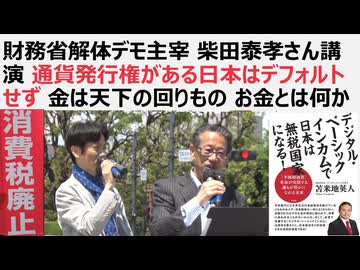 財務省解体デモ主宰 柴田泰孝さん講
演 通貨発行権がある日本はデフォルト
せず 金は天下の回りもの お金とは何か
消費税廃止
デジタル・
ベーシック
インカムで
日本は
無税国家
になる!
苫米地英人